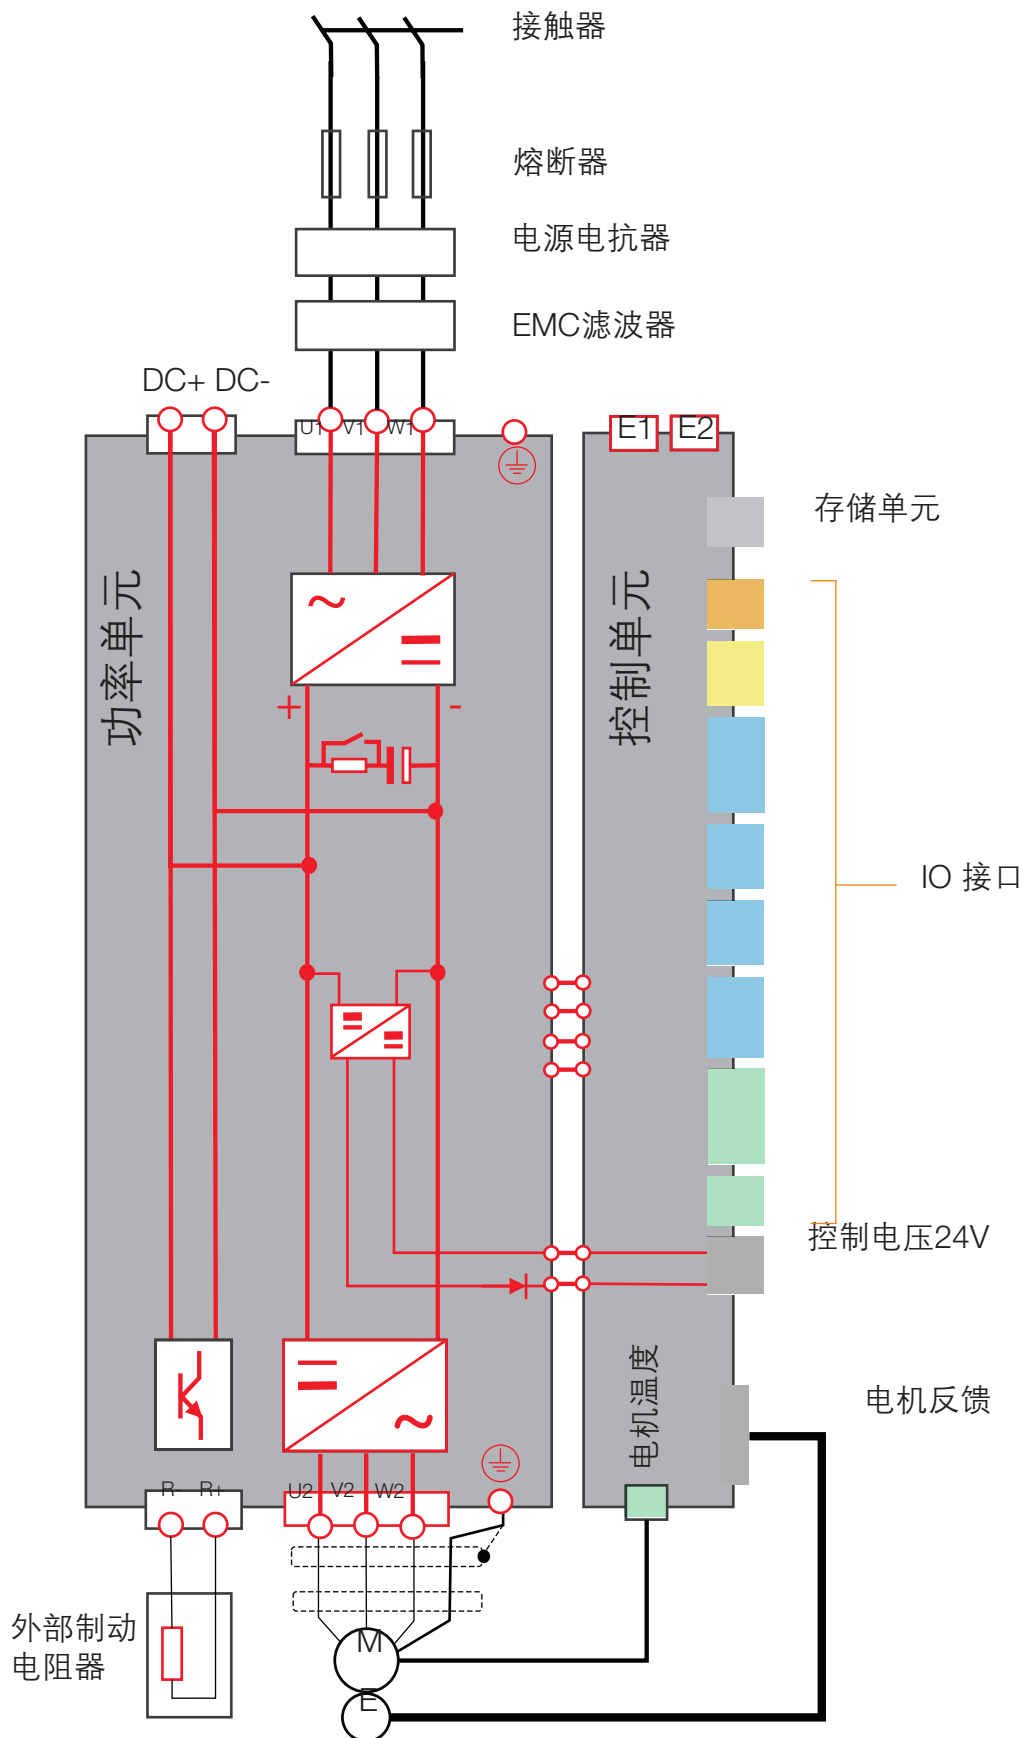 接触器
熔断器
电源电抗器
EMC滤波器
DC+ DC-
U1 V1 W1
E1 E2
存储单元
功率单元
控制单元
+ -
IO 接口
控制电压24V
电机温度
电机反馈
R- R+
U2 V2 W2
外部制动
电阻器
M
E